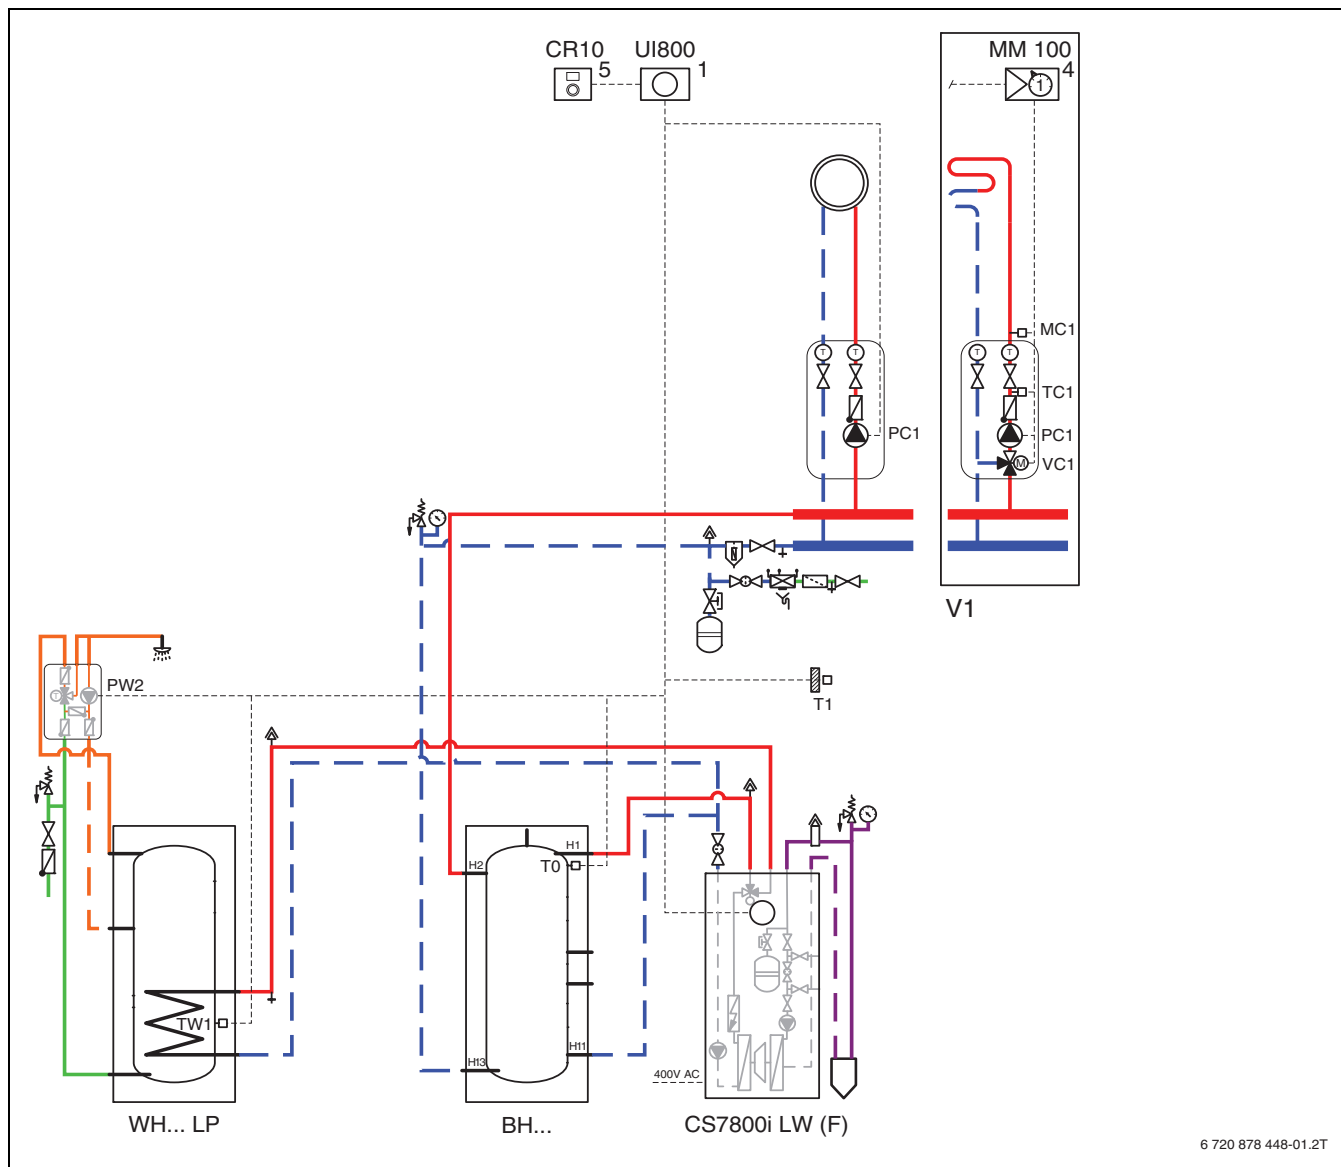 CR10 UI800 MM 100
5 1 4
1
MC1
T T T T
TC1
PC1 PC1
M VC1
V1
PW2
T
T1
H1
H2 T0
TW1
H13 H11
400V AC
WH... LP BH... CS7800i LW (F)
6 720 878 448-01.2T